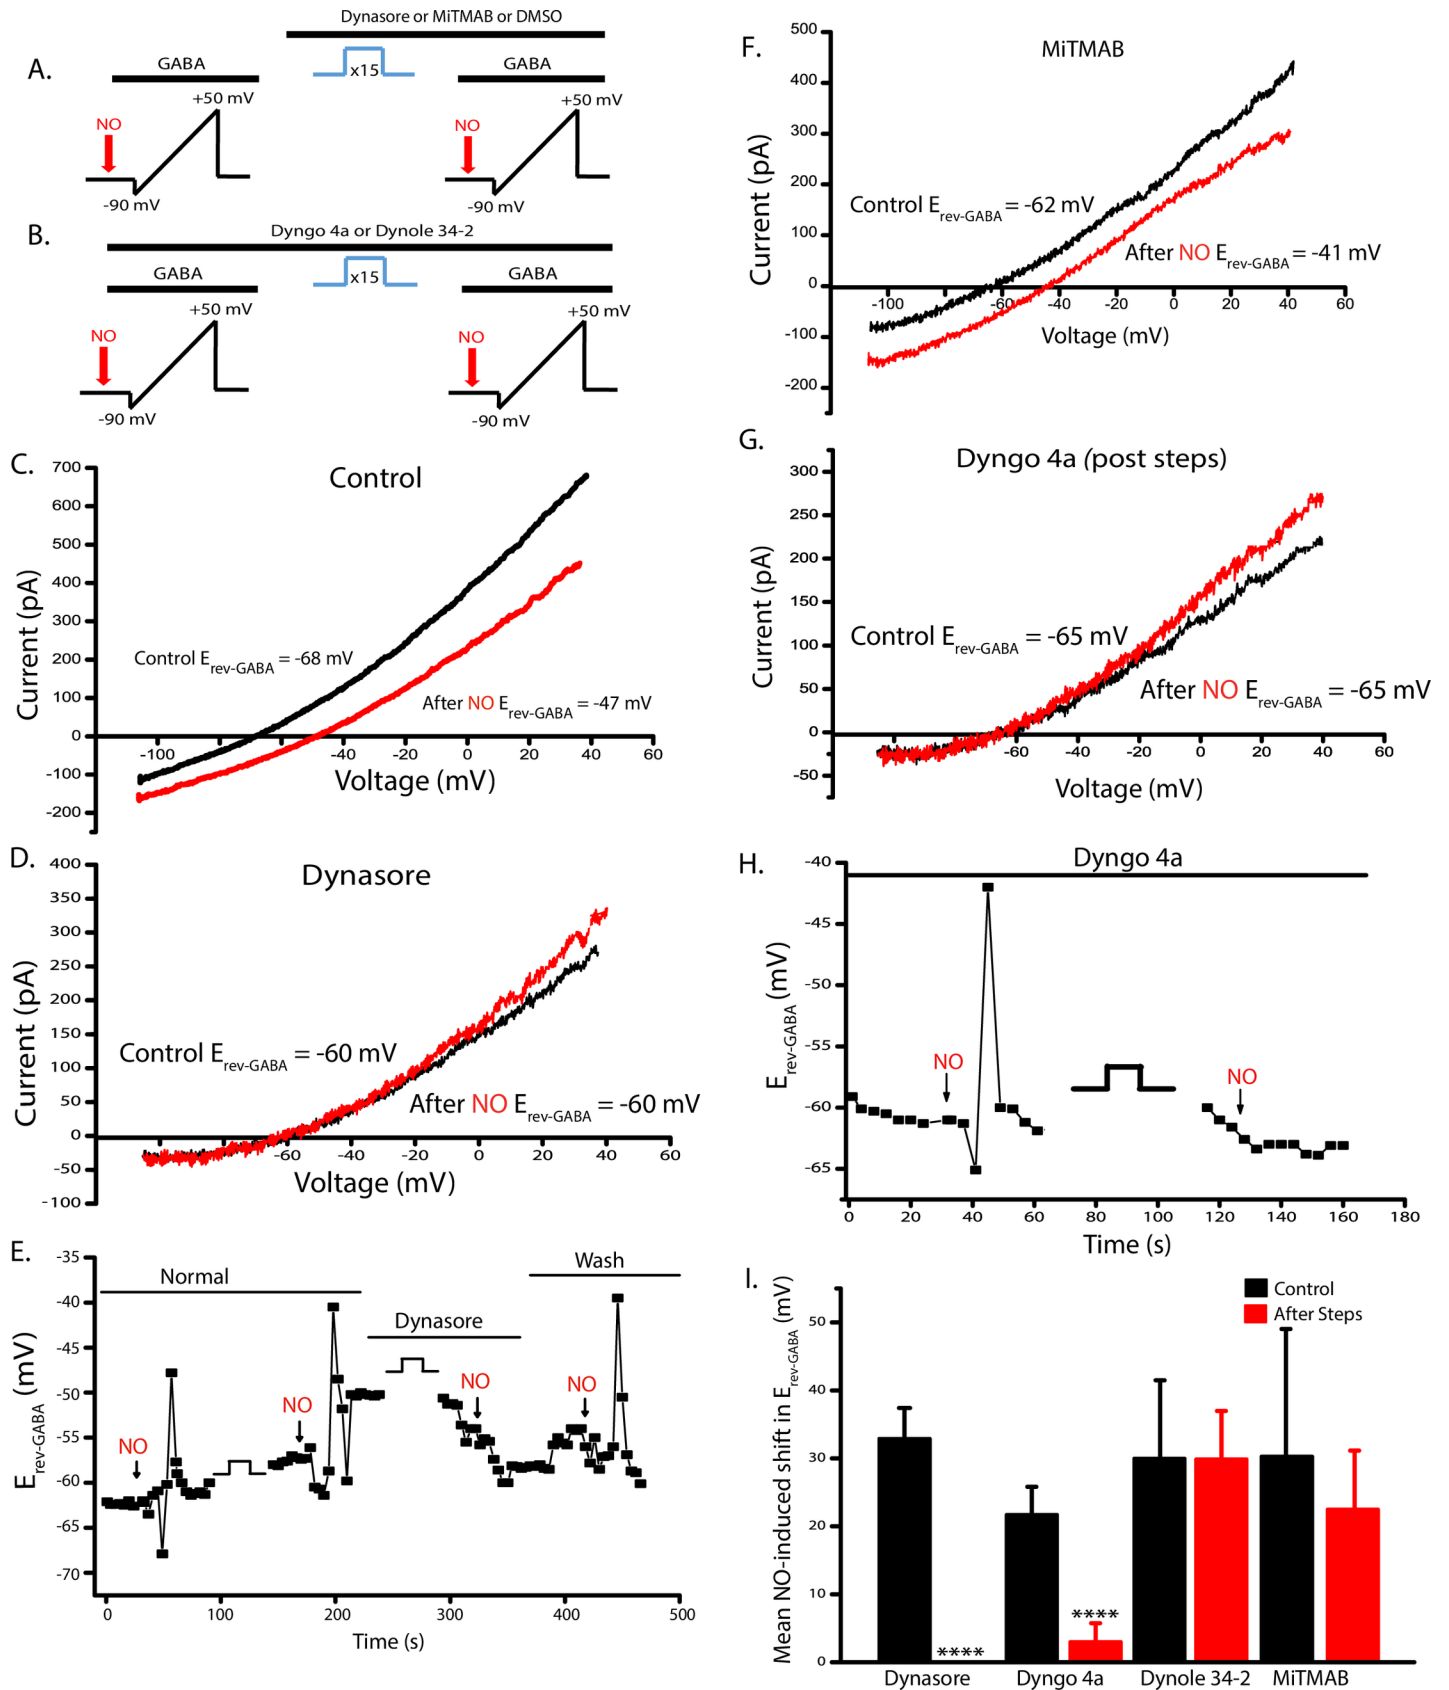 Dynasore or MiTMAB or DMSO
A.
GABA
x15
GABA
+50 mV
+50 mV
NO
NO
-90 mV
-90 mV
B.
Dyngo 4a or Dynole 34-2
GABA
x15
GABA
+50 mV
+50 mV
NO
NO
-90 mV
-90 mV
C.
Control
700
600
500
400
300
200
100
0
-100
-200
Current (pA)
Control Erev-GABA = -68 mV
After NO Erev-GABA = -47 mV
-100
-40
-20
0
20
40
60
Voltage (mV)
D.
Dynasore
400
350
300
250
200
150
100
50
0
-50
-100
Current (pA)
Control Erev-GABA = -60 mV
After NO Erev-GABA = -60 mV
-60
-40
-20
0
20
40
60
Voltage (mV)
E.
-35
-40
-45
-50
-55
-60
-65
-70
Erev-GABA (mV)
Normal
Dynasore
Wash
NO
NO
NO
NO
0
100
200
300
400
500
Time (s)
F.
MiTMAB
500
400
300
200
100
0
-100
-200
Current (pA)
Control Erev-GABA = -62 mV
After NO Erev-GABA = -41 mV
-100
-60
-40
-20
0
20
40
60
Voltage (mV)
G.
Dyngo 4a (post steps)
300
250
200
150
100
50
0
-50
Current (pA)
Control Erev-GABA = -65 mV
After NO Erev-GABA = -65 mV
-60
-40
-20
0
20
40
60
Voltage (mV)
H.
Dyngo 4a
-40
-45
-50
-55
-60
-65
Erev-GABA (mV)
NO
NO
0
20
40
60
80
100
120
140
160
180
Time (s)
I.
Control
After Steps
50
40
30
20
10
0
Mean NO-induced shift in Erev-GABA (mV)
****
****
Dynasore
Dyngo 4a
Dynole 34-2
MiTMAB